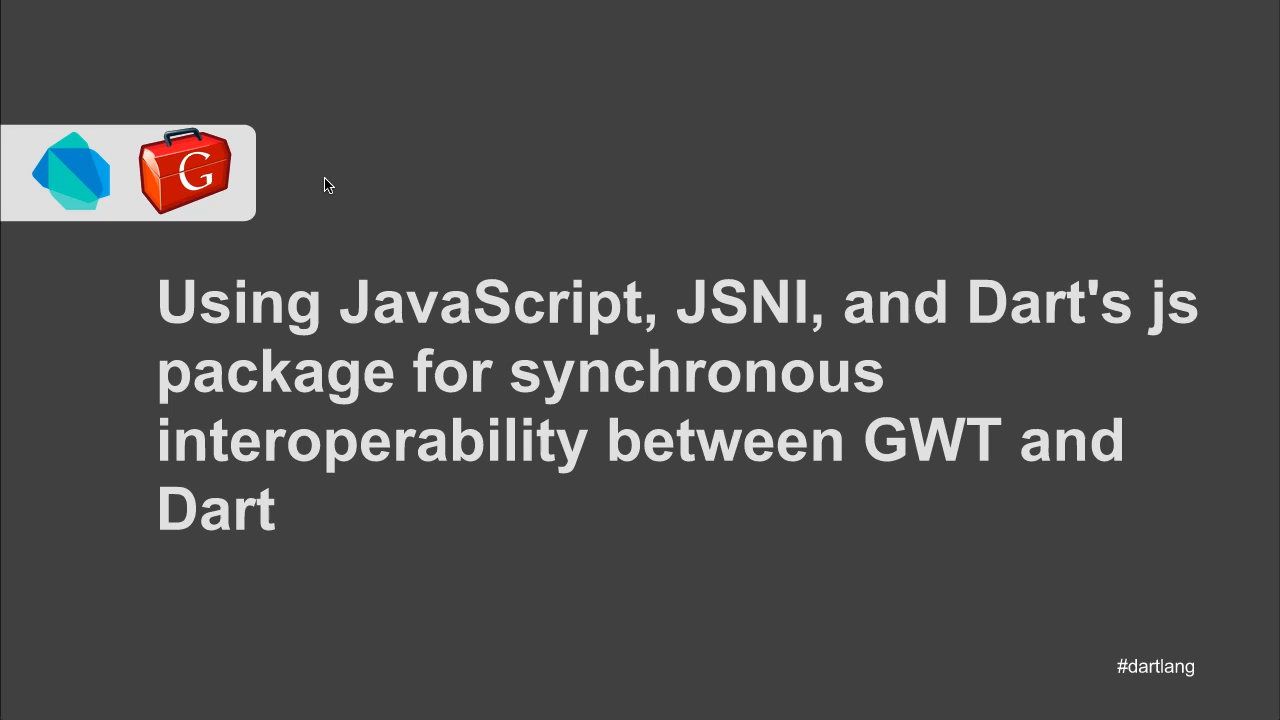 G
Using JavaScript, JSNI, and Dart's js
package for synchronous
interoperability between GWT and
Dart
#dartlang